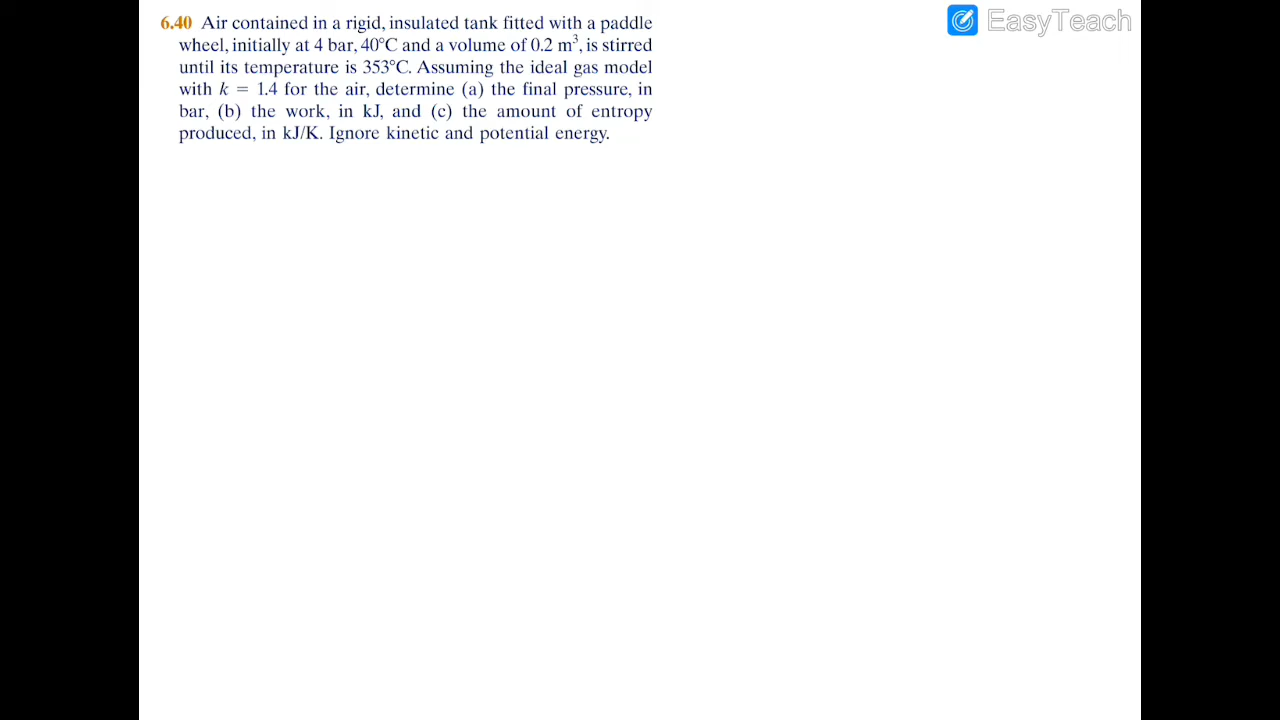 6.40 Air contained in a rigid, insulated tank fitted with a paddle
wheel, initially at 4 bar, 40°C and a volume of 0.2 m³, is stirred
until its temperature is 353°C. Assuming the ideal gas model
with k = 1.4 for the air, determine (a) the final pressure, in
bar, (b) the work, in kJ, and (c) the amount of entropy
produced, in kJ/K. Ignore kinetic and potential energy.
EasyTeach